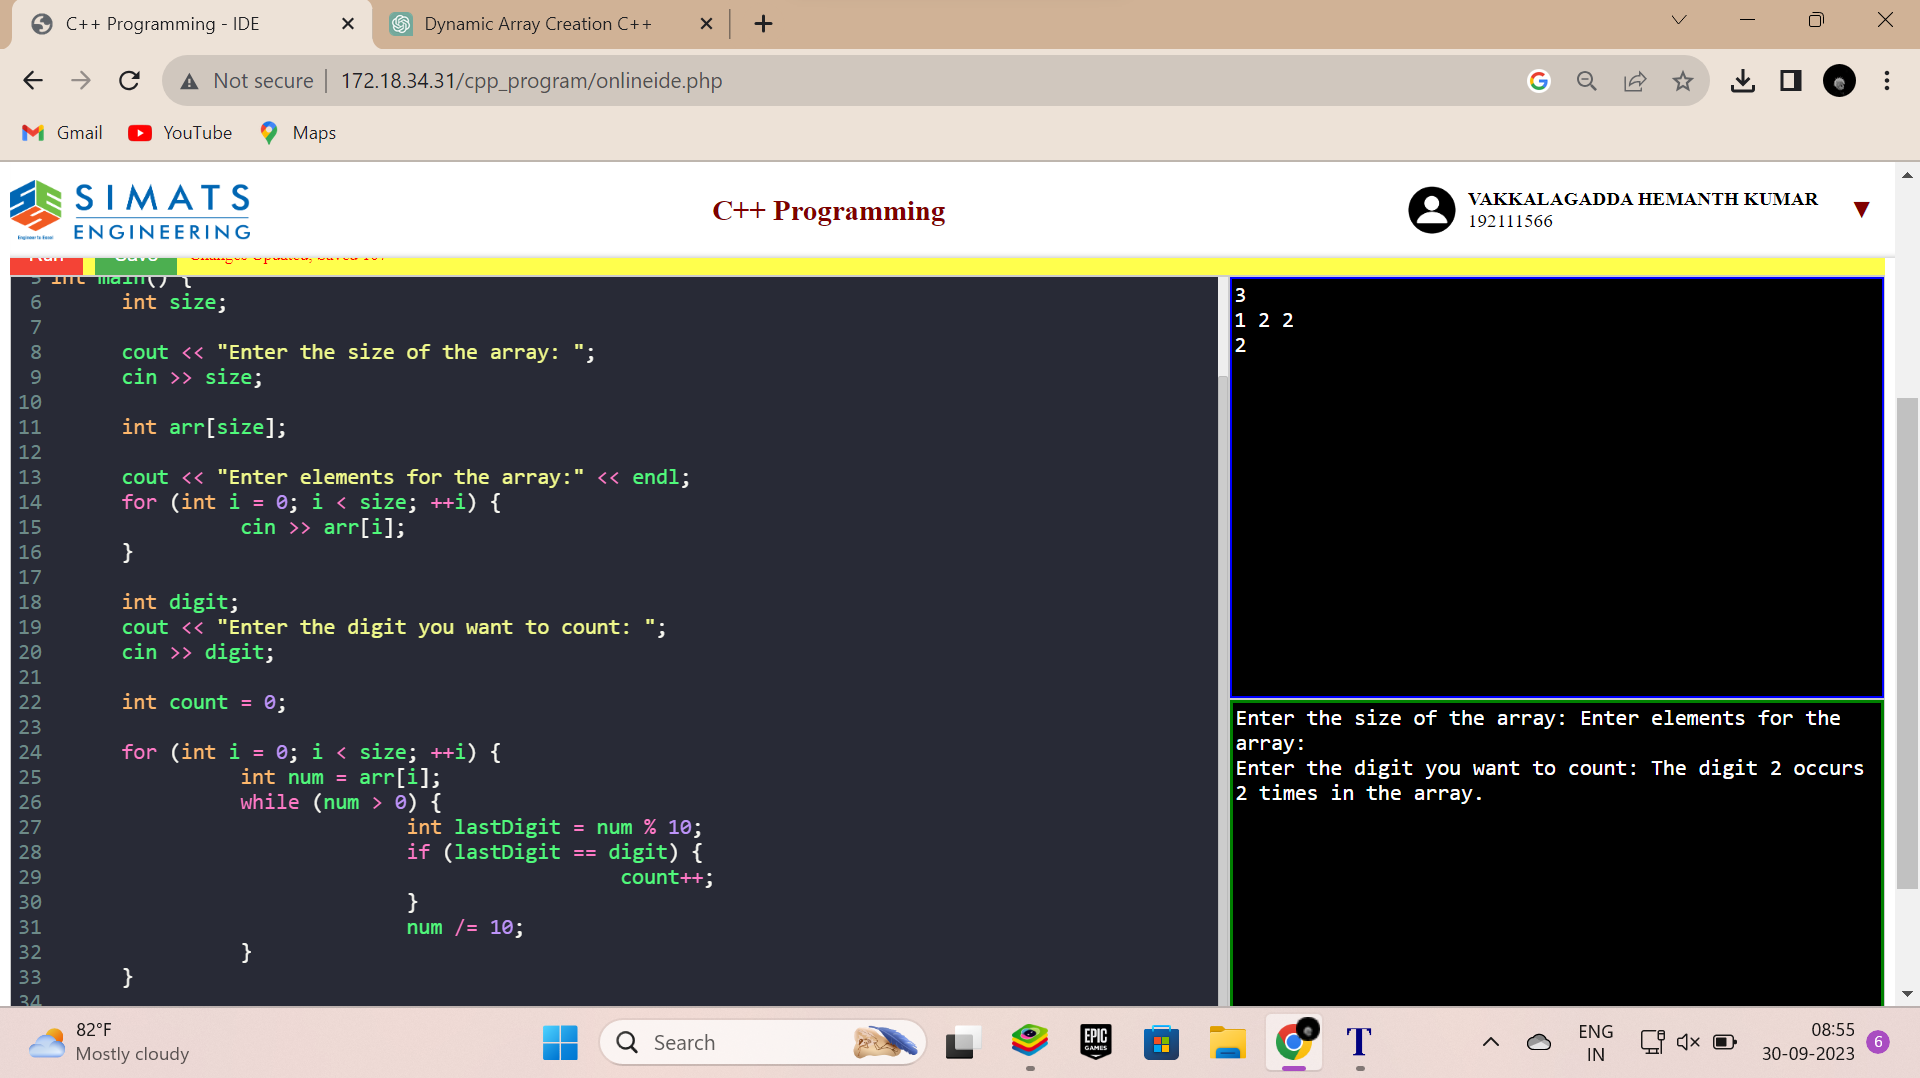 C++ Programming - IDE
Dynamic Array Creation C++
Not secure
172.18.34.31/cpp_program/onlineide.php
Gmail
YouTube
Maps
SIMATS
ENGINEERING
Engineer to Excel
C++ Programming
VAKKALAGADDA HEMANTH KUMAR
192111566
Run
Save
5 int main() {
6 int size;
7
8 cout << "Enter the size of the array: ";
9 cin >> size;
10
11 int arr[size];
12
13 cout << "Enter elements for the array:" << endl;
14 for (int i = 0; i < size; ++i) {
15 cin >> arr[i];
16 }
17
18 int digit;
19 cout << "Enter the digit you want to count: ";
20 cin >> digit;
21
22 int count = 0;
23
24 for (int i = 0; i < size; ++i) {
25 int num = arr[i];
26 while (num > 0) {
27 int lastDigit = num % 10;
28 if (lastDigit == digit) {
29 count++;
30 }
31 num /= 10;
32 }
33 }
34
3
1 2 2
2
Enter the size of the array: Enter elements for the
array:
Enter the digit you want to count: The digit 2 occurs
2 times in the array.
82°F
Mostly cloudy
Search
EPIC
GAMES
T
ENG
IN
08:55
30-09-2023
6